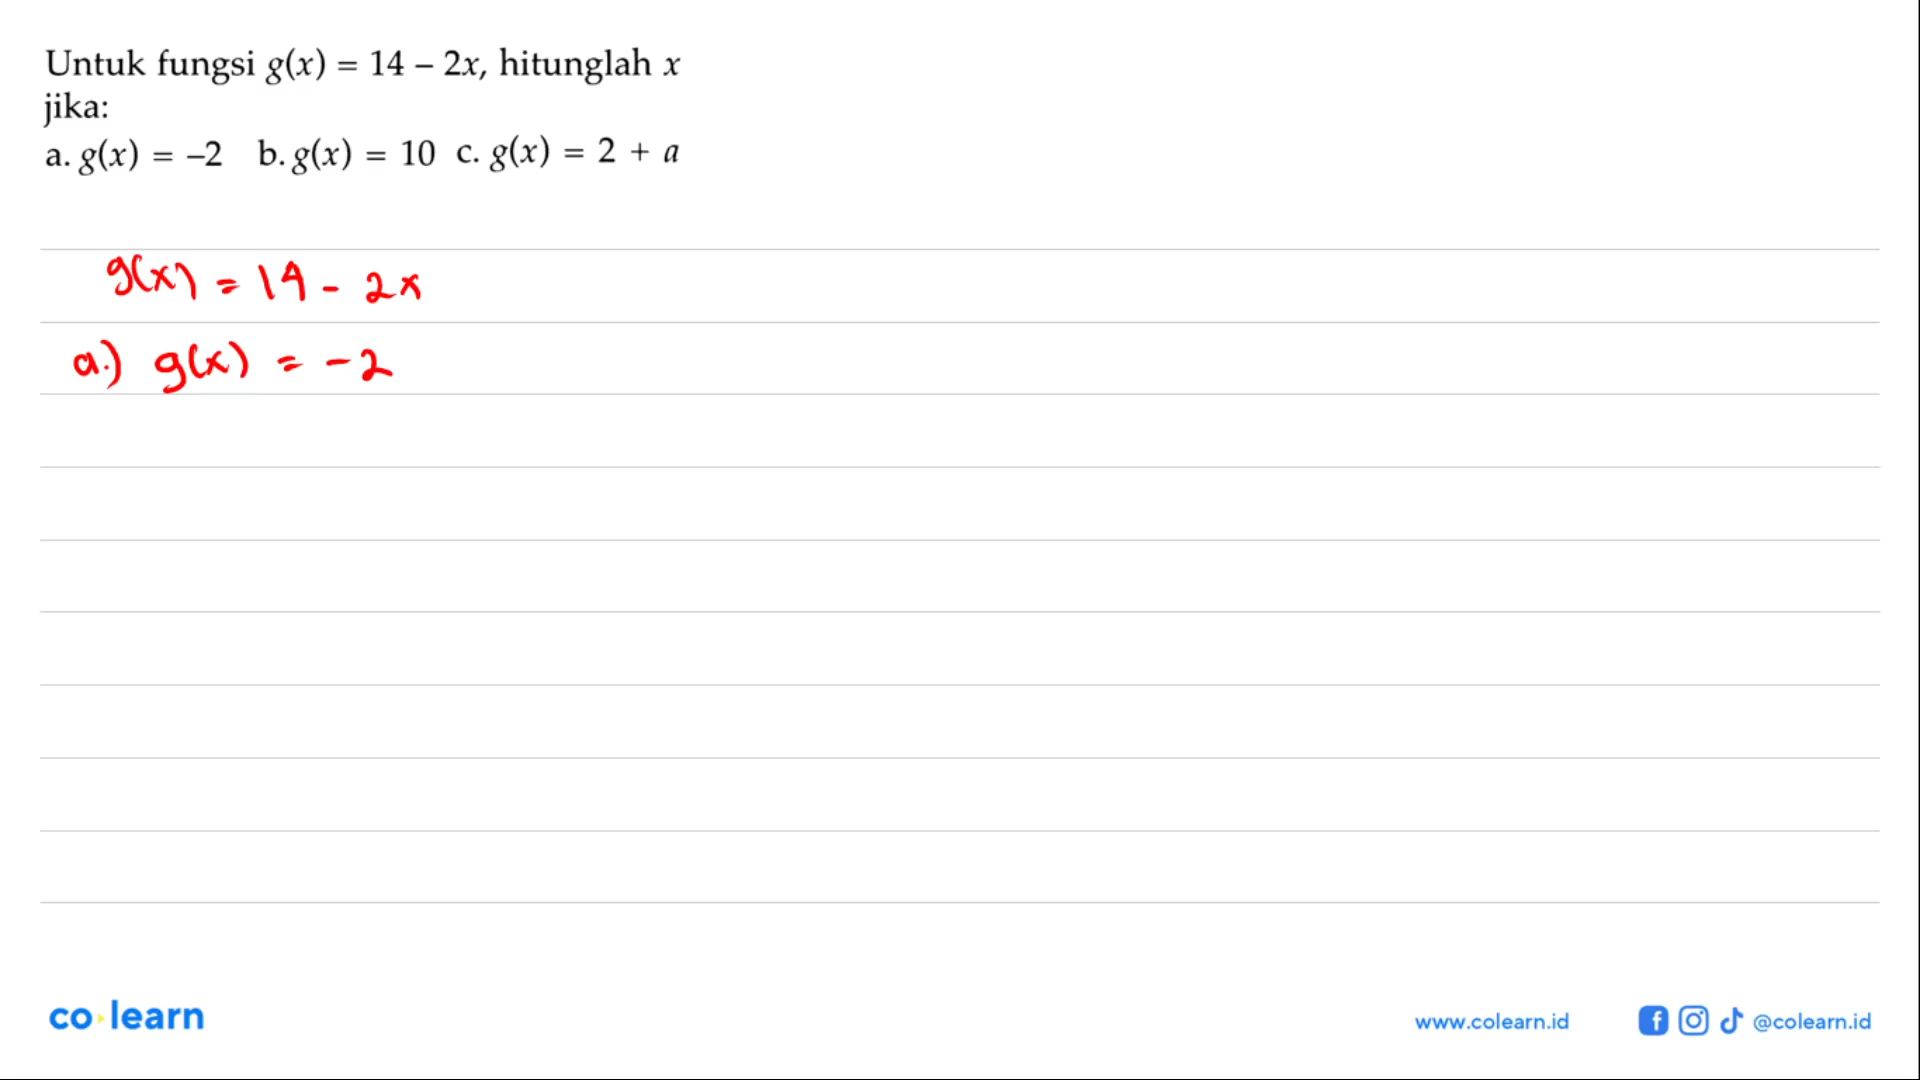 Untuk fungsi g(x) = 14 – 2x, hitunglah x
jika:
a. g(x) = –2 b. g(x) = 10 c. g(x) = 2 + a
g(x) = 14 - 2x
a.) g(x) = -2
co learn
www.colearn.id @colearn.id